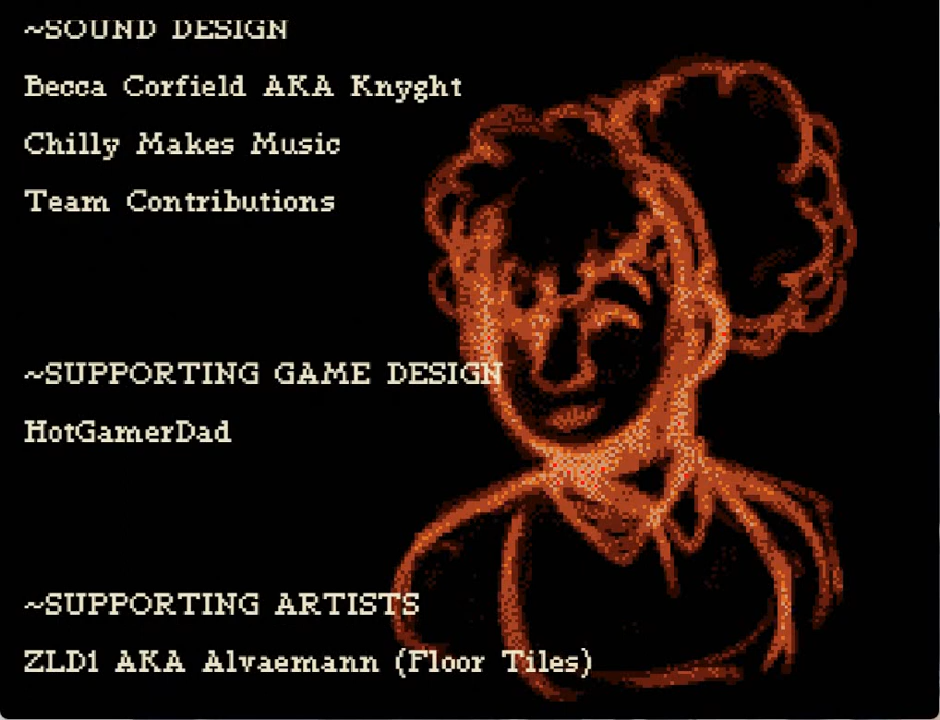 ~SOUND DESIGN
Becca Corfield AKA Knyght
Chilly Makes Music
Team Contributions
~SUPPORTING GAME DESIGN
HotGamerDad
~SUPPORTING ARTISTS
ZLD1 AKA Alvaemann (Floor Tiles)